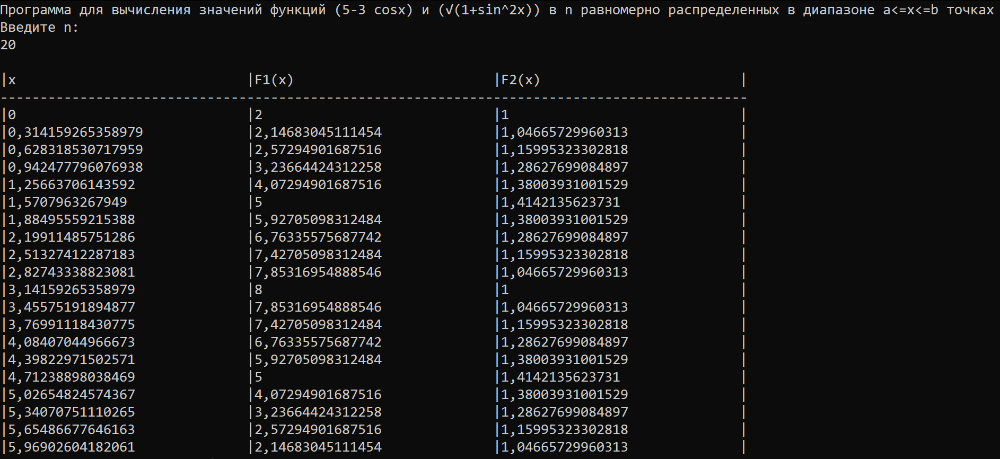 Программа для вычисления значений функций (5-3 cosx) и (√(1+sin^2x)) в n равномерно распределенных в диапазоне a<=x<=b точках
Введите n:
20
|x                              |F1(x)                         |F2(x)                         |
----------------------------------------------------------------------------------------------
|0                              |2                             |1                             |
|0,314159265358979              |2,14683045111454              |1,04665729960313              |
|0,628318530717959              |2,57294901687516              |1,15995323302818              |
|0,942477796076938              |3,23664424312258              |1,28627699084897              |
|1,25663706143592               |4,07294901687516              |1,38003931001529              |
|1,5707963267949                |5                             |1,4142135623731               |
|1,88495559215388               |5,92705098312484              |1,38003931001529              |
|2,19911485751286               |6,76335575687742              |1,28627699084897              |
|2,51327412287183               |7,42705098312484              |1,15995323302818              |
|2,82743338823081               |7,85316954888546              |1,04665729960313              |
|3,14159265358979               |8                             |1                             |
|3,45575191894877               |7,85316954888546              |1,04665729960313              |
|3,76991118430775               |7,42705098312484              |1,15995323302818              |
|4,08407044966673               |6,76335575687742              |1,28627699084897              |
|4,39822971502571               |5,92705098312484              |1,38003931001529              |
|4,71238898038469               |5                             |1,4142135623731               |
|5,02654824574367               |4,07294901687516              |1,38003931001529              |
|5,34070751110265               |3,23664424312258              |1,28627699084897              |
|5,65486677646163               |2,57294901687516              |1,15995323302818              |
|5,96902604182061               |2,14683045111454              |1,04665729960313              |